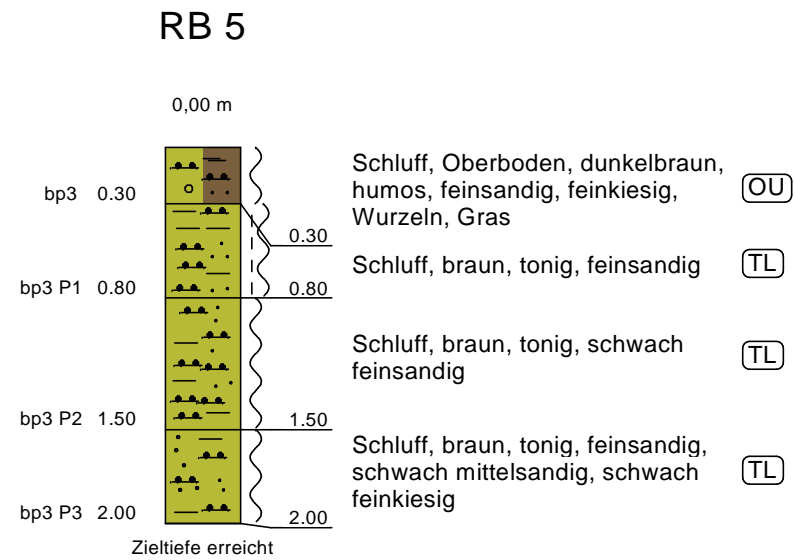 RB 5
0,00 m
Schluff, Oberboden, dunkelbraun,
humos, feinsandig, feinkiesig,
Wurzeln, Gras
OU
bp3 0.30
0.30
Schluff, braun, tonig, feinsandig
TL
bp3 P1 0.80
0.80
Schluff, braun, tonig, schwach
feinsandig
TL
bp3 P2 1.50
1.50
Schluff, braun, tonig, feinsandig,
schwach mittelsandig, schwach
feinkiesig
TL
bp3 P3 2.00
2.00
Zieltiefe erreicht